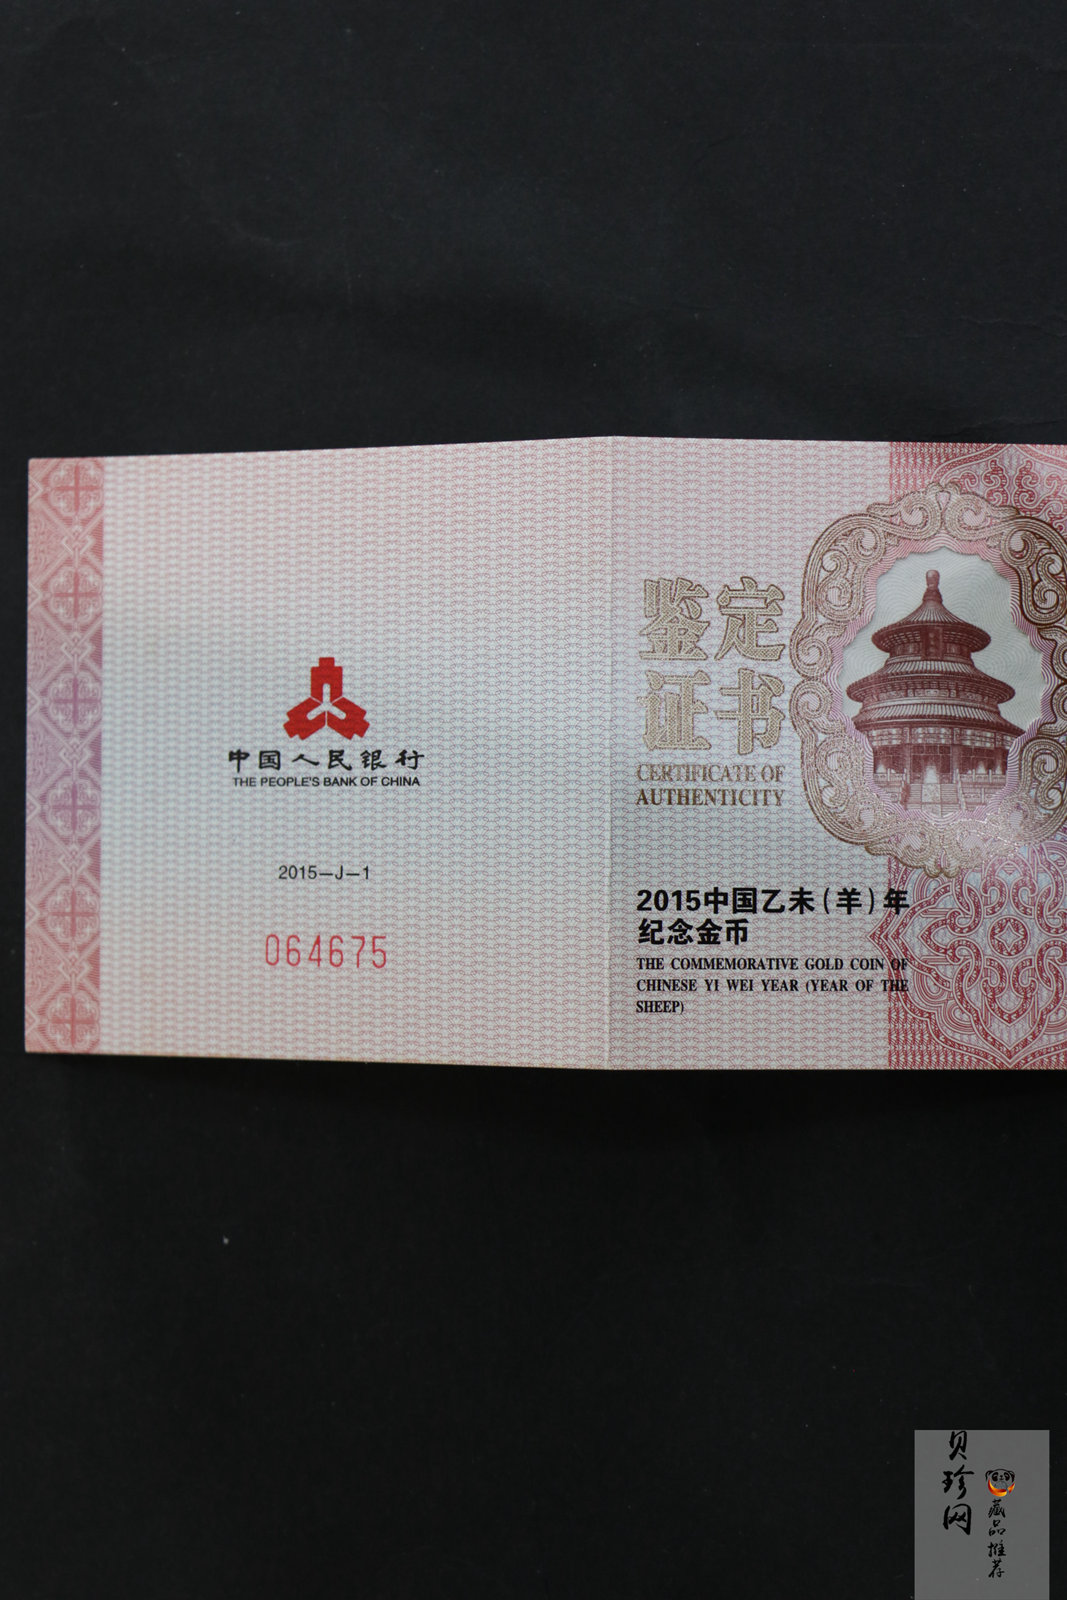 中国人民银行
THE PEOPLE'S BANK OF CHINA
2015—J—1
064675
鉴定
证书
CERTIFICATE OF
AUTHENTICITY
2015中国乙未(羊)年
纪念金币
THE COMMEMORATIVE GOLD COIN OF
CHINESE YI WEI YEAR (YEAR OF THE
SHEEP)
贝珍网
藏品推荐